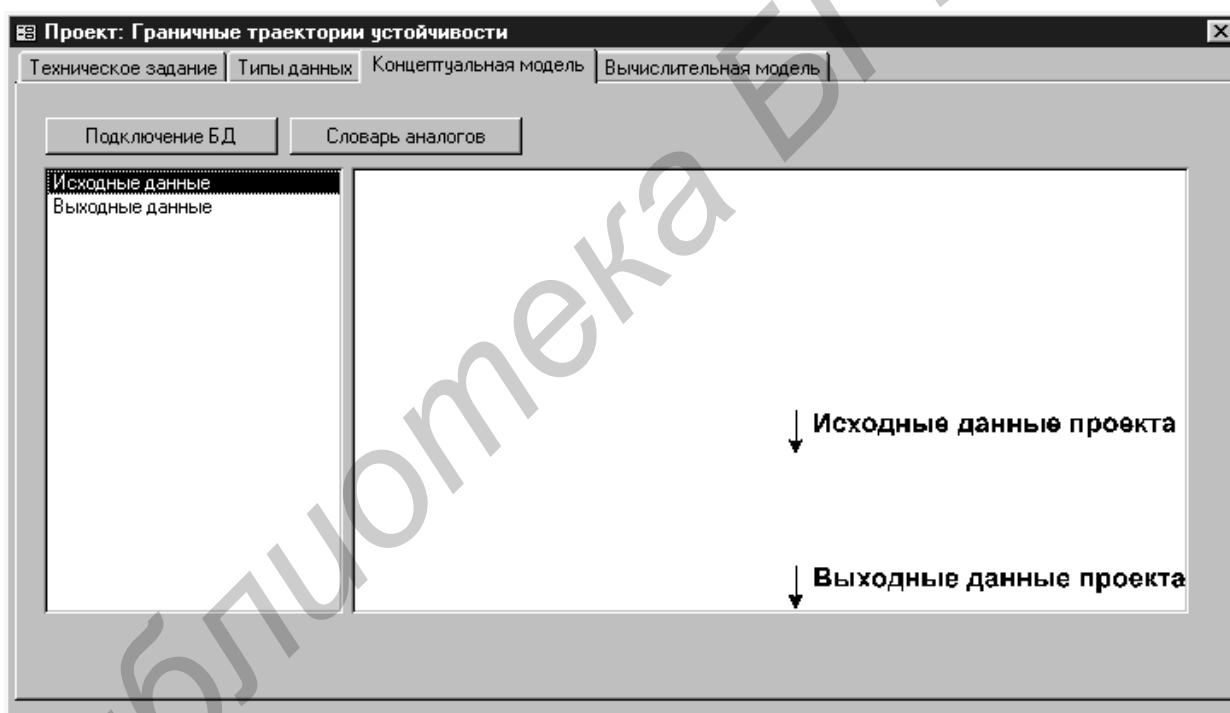 Проект: Граничные траектории устойчивости
Техническое задание Типы данных Концептуальная модель Вычислительная модель
Подключение БД Словарь аналогов
Исходные данные
Выходные данные
Исходные данные проекта
Выходные данные проекта